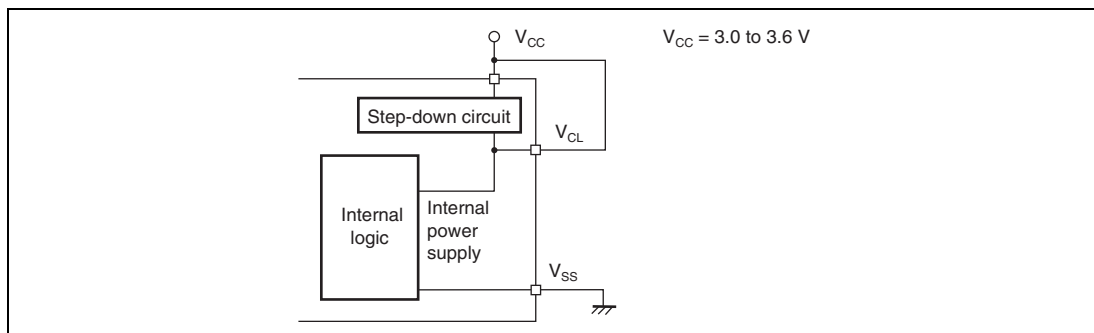 V_CC
V_CC = 3.0 to 3.6 V
Step-down circuit
V_CL
Internal
logic
Internal
power
supply
V_SS